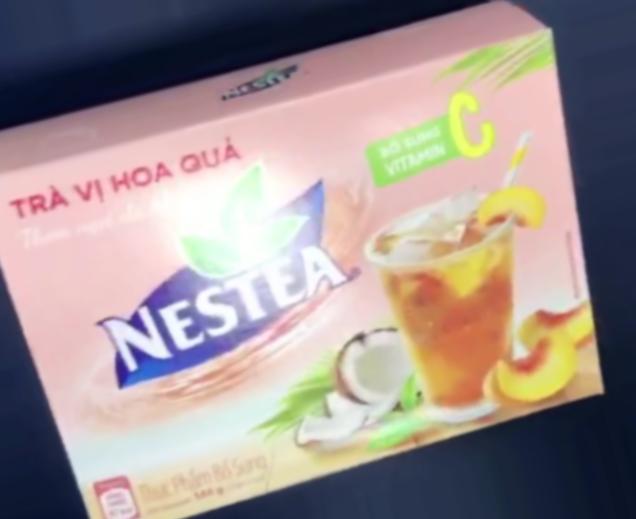 NESTEA
TRÀ VỊ HOA QUẢ
BỔ SUNG
VITAMIN C
NESTEA
Thực Phẩm Bổ Sung